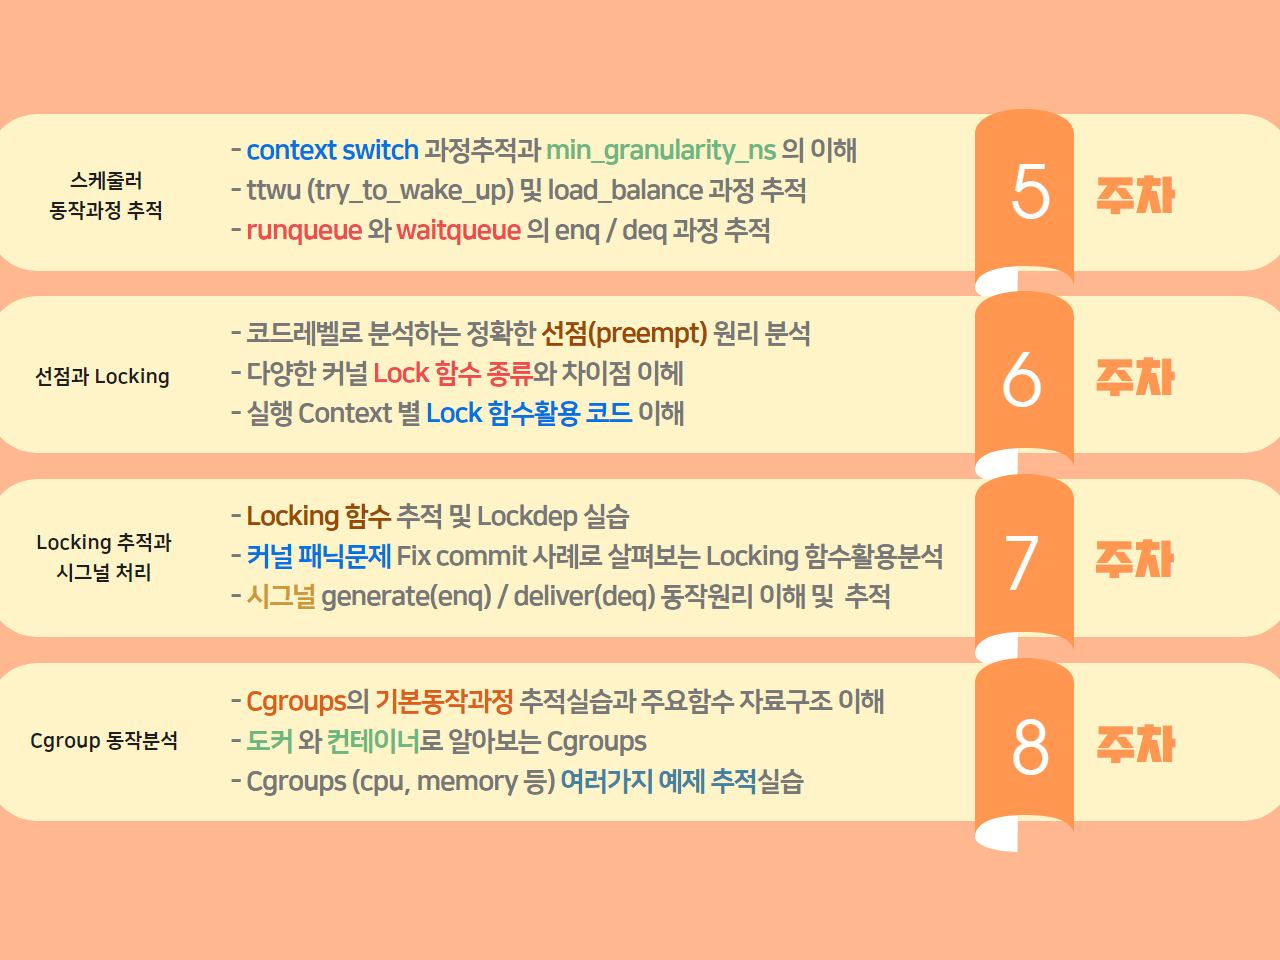 스케줄러
동작과정 추적
- context switch 과정추적과 min_granularity_ns 의 이해
- ttwu (try_to_wake_up) 및 load_balance 과정 추적
- runqueue 와 waitqueue 의 enq / deq 과정 추적
5 주차
선점과 Locking
- 코드레벨로 분석하는 정확한 선점(preempt) 원리 분석
- 다양한 커널 Lock 함수 종류와 차이점 이헤
- 실행 Context 별 Lock 함수활용 코드 이해
6 주차
Locking 추적과
시그널 처리
- Locking 함수 추적 및 Lockdep 실습
- 커널 패닉문제 Fix commit 사례로 살펴보는 Locking 함수활용분석
- 시그널 generate(enq) / deliver(deq) 동작원리 이해 및 추적
7 주차
Cgroup 동작분석
- Cgroups의 기본동작과정 추적실습과 주요함수 자료구조 이해
- 도커 와 컨테이너로 알아보는 Cgroups
- Cgroups (cpu, memory 등) 여러가지 예제 추적실습
8 주차